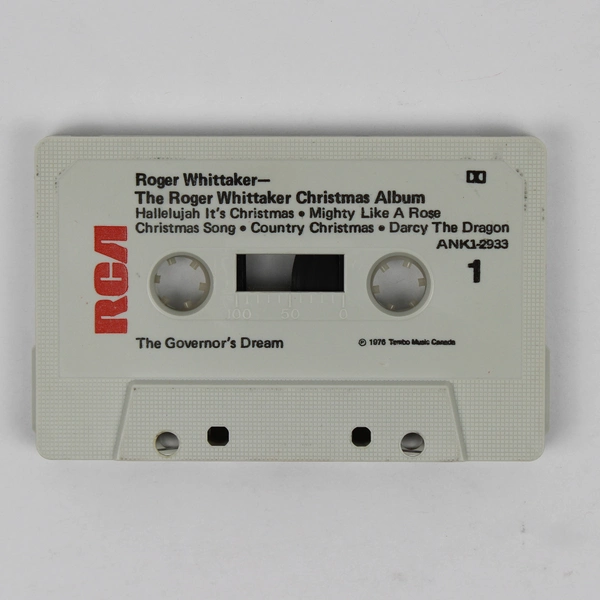 Roger Whittaker—
The Roger Whittaker Christmas Album
Hallelujah It's Christmas • Mighty Like A Rose
Christmas Song • Country Christmas • Darcy The Dragon
ANK1-2933
RCA
1
100 50 0
The Governor's Dream
℗ 1976 Tembo Music Canada